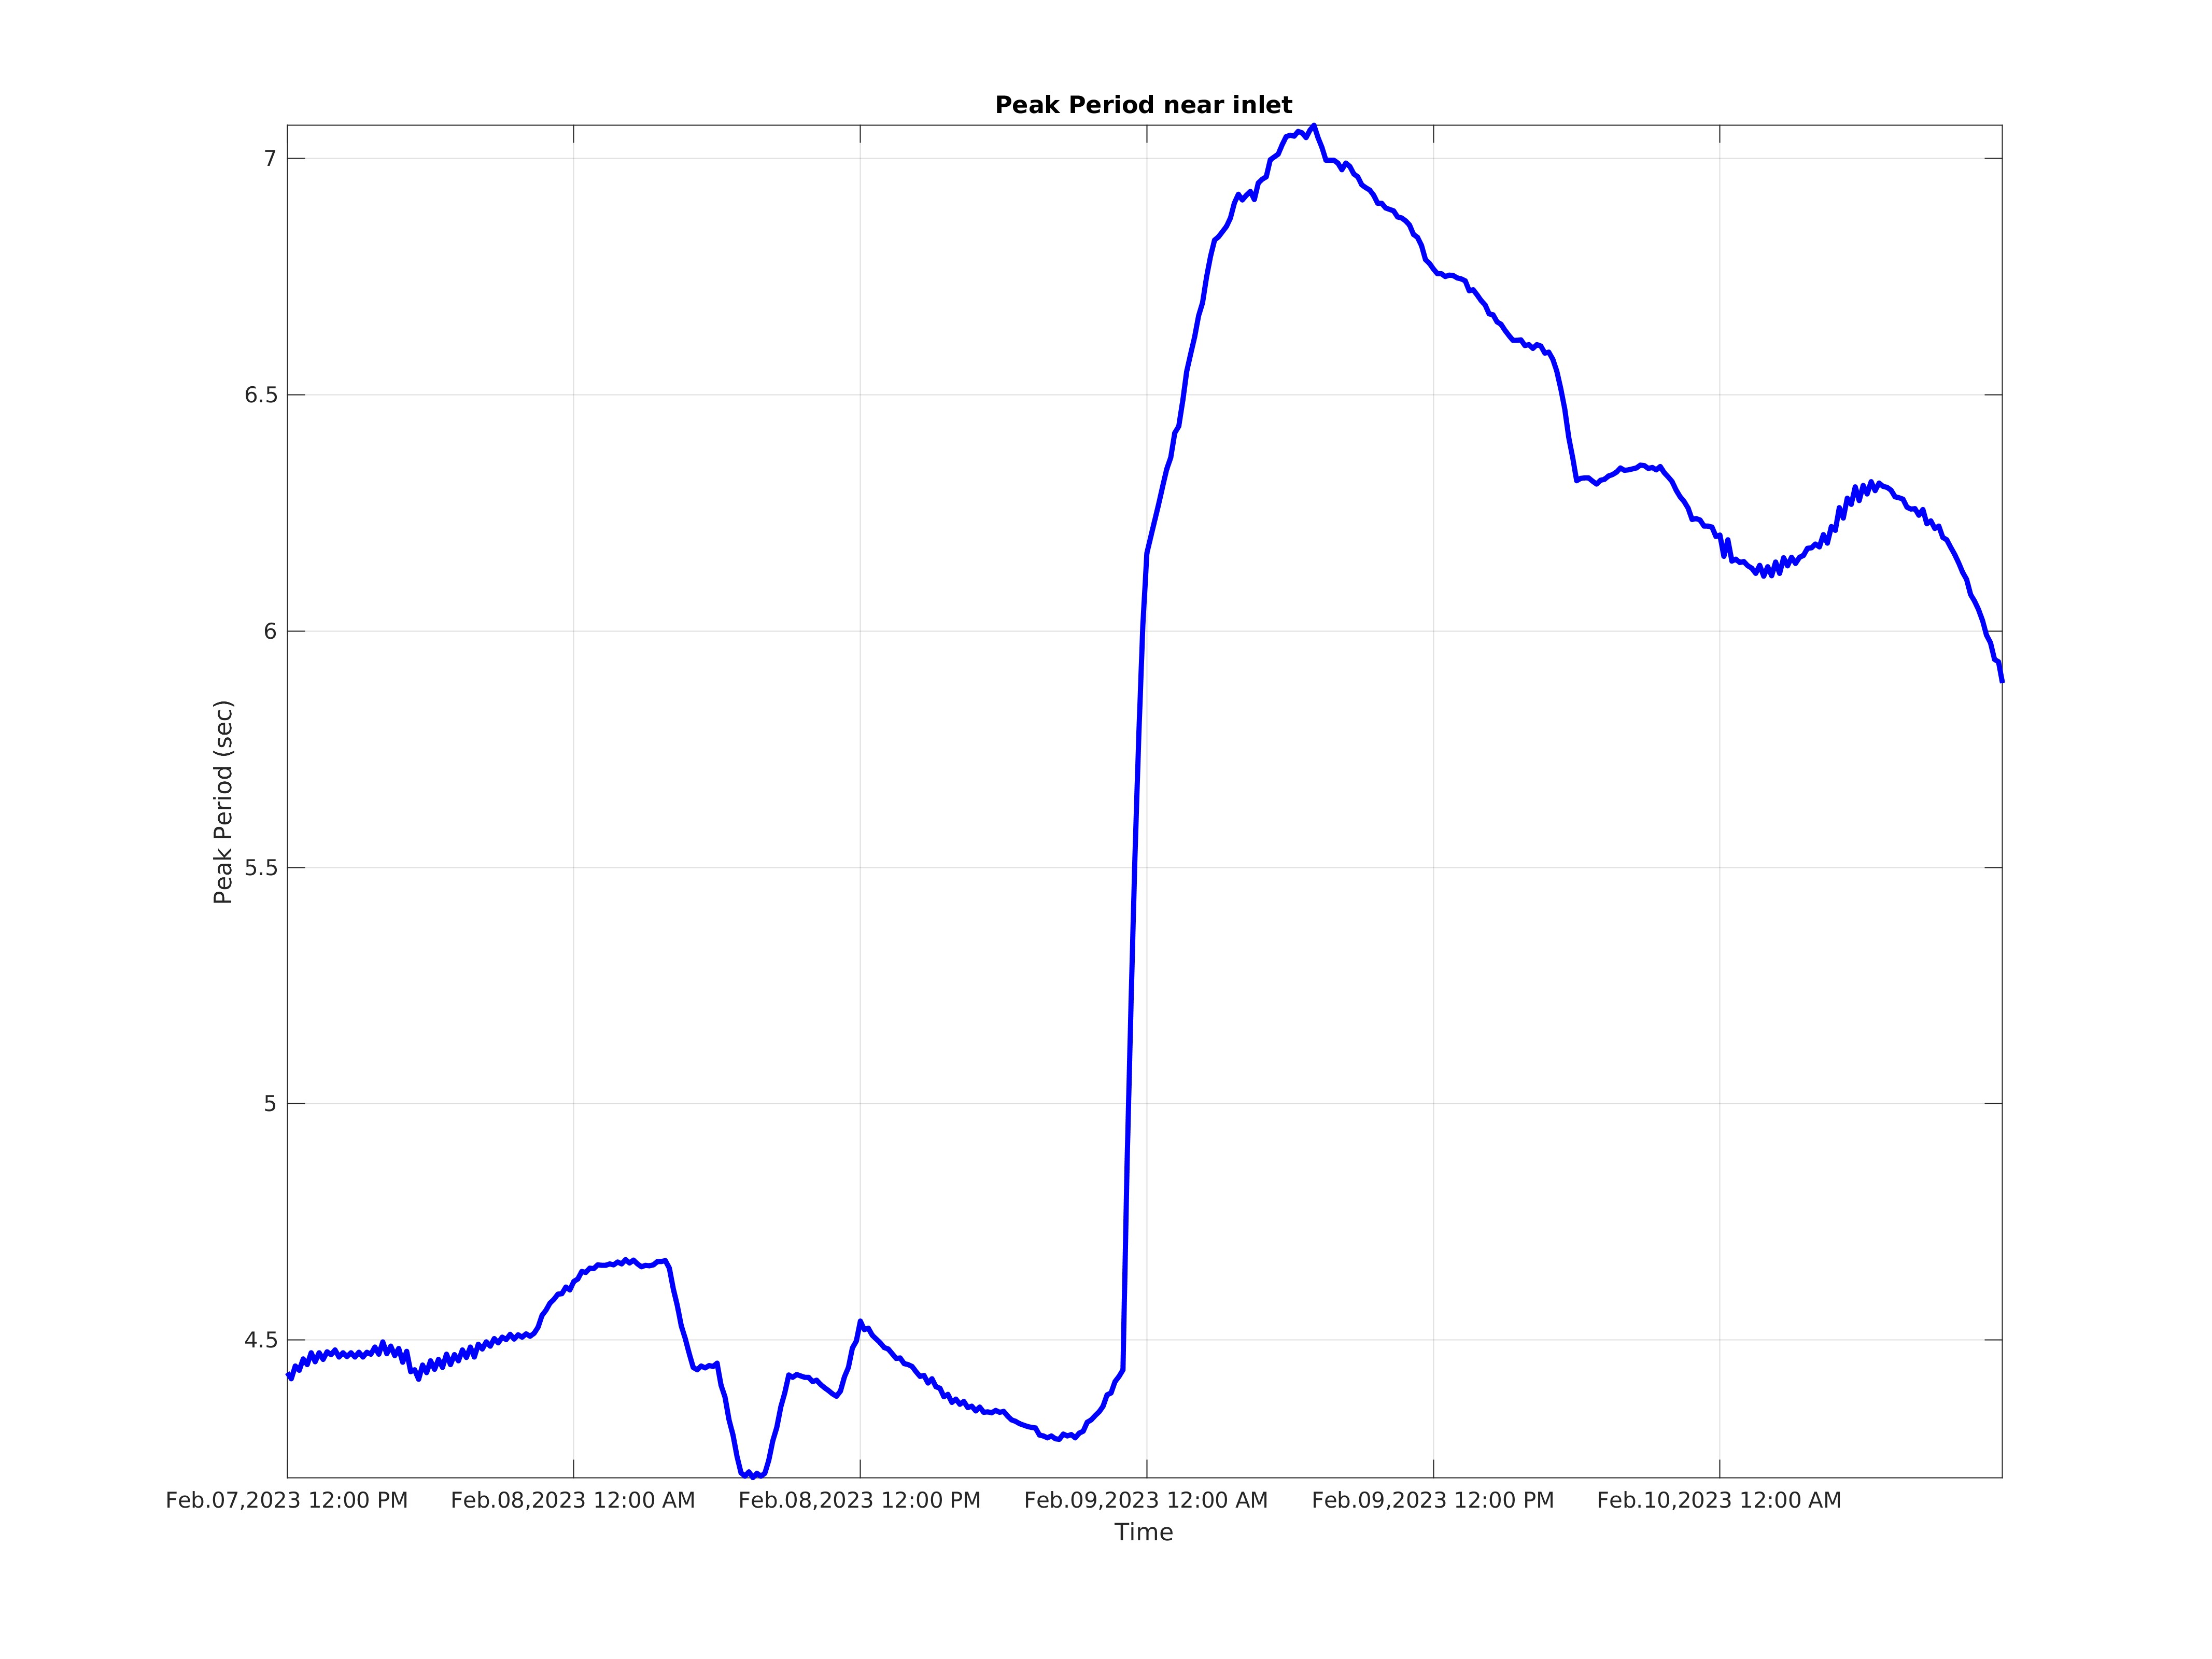 Peak Period near inlet
7
6.5
6
5.5
5
4.5
Peak Period (sec)
Feb.07,2023 12:00 PM
Feb.08,2023 12:00 AM
Feb.08,2023 12:00 PM
Feb.09,2023 12:00 AM
Feb.09,2023 12:00 PM
Feb.10,2023 12:00 AM
Time